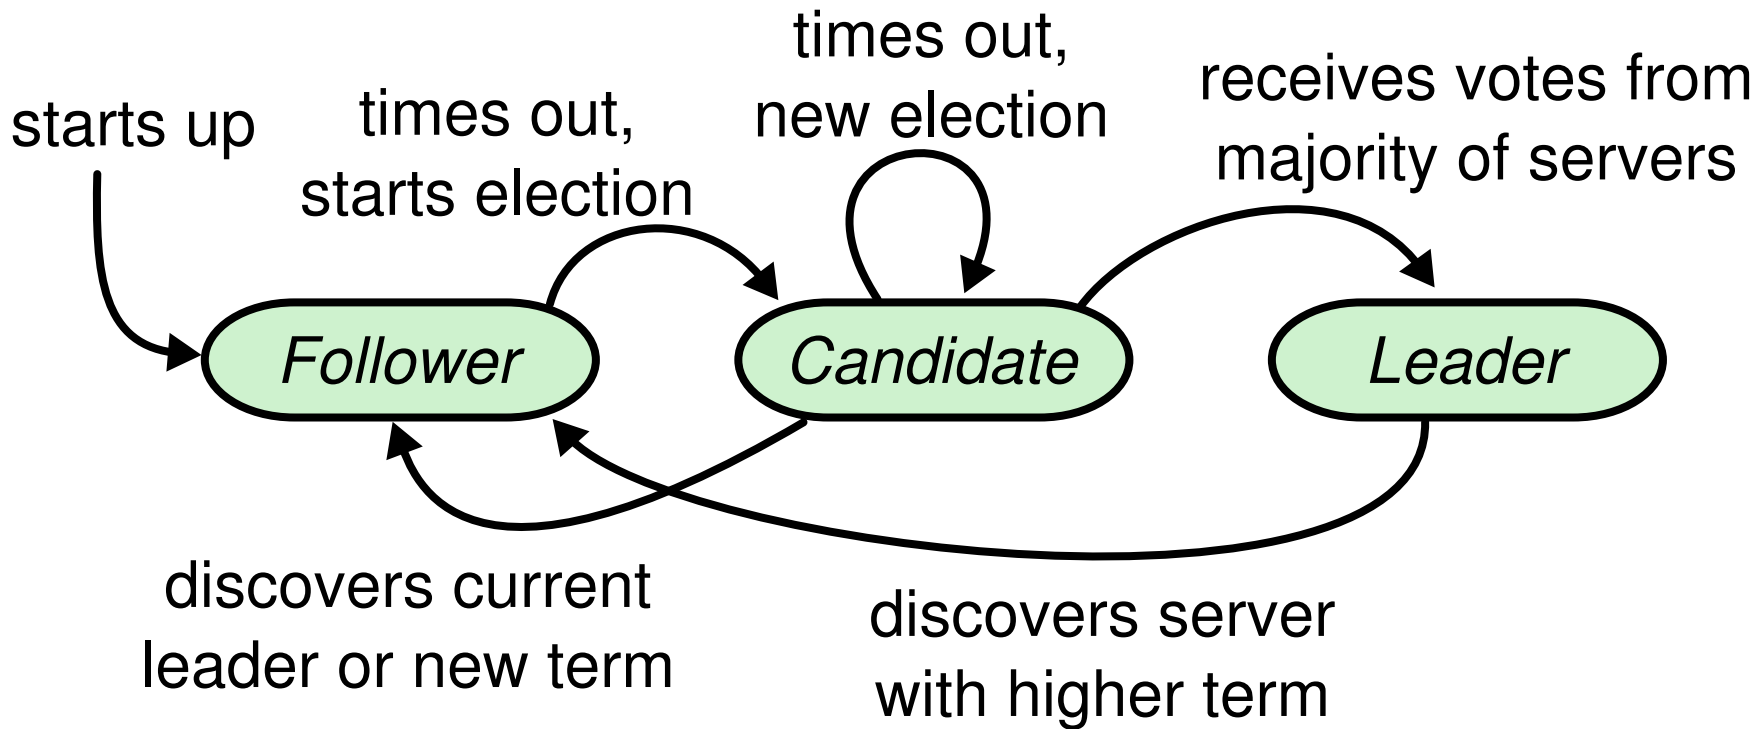 starts up
times out,
starts election
times out,
new election
receives votes from
majority of servers
Follower
Candidate
Leader
discovers current
leader or new term
discovers server
with higher term